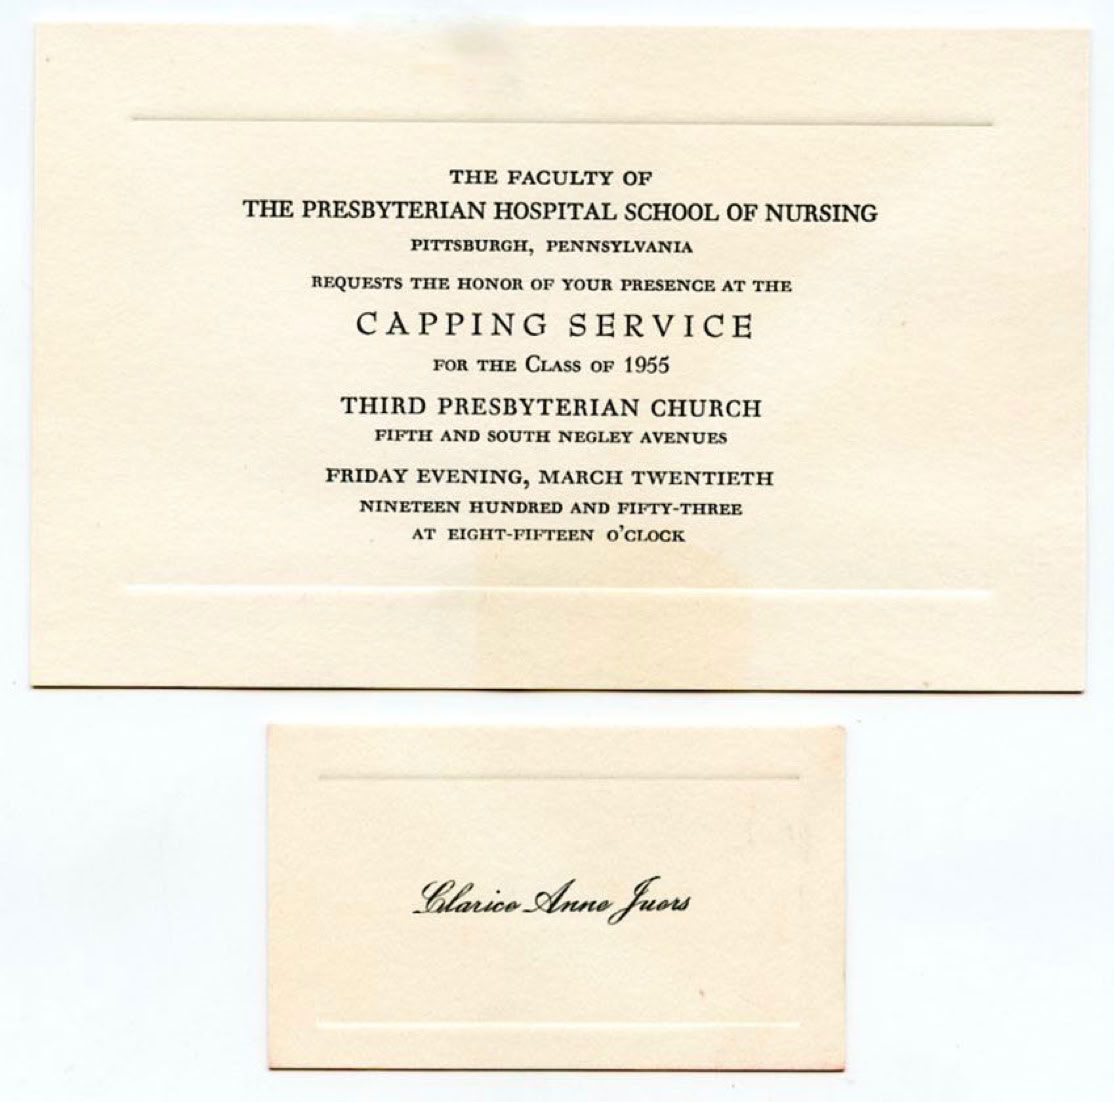 THE FACULTY OF
THE PRESBYTERIAN HOSPITAL SCHOOL OF NURSING
PITTSBURGH, PENNSYLVANIA
REQUESTS THE HONOR OF YOUR PRESENCE AT THE
CAPPING SERVICE
FOR THE CLASS OF 1955
THIRD PRESBYTERIAN CHURCH
FIFTH AND SOUTH NEGLEY AVENUES
FRIDAY EVENING, MARCH TWENTIETH
NINETEEN HUNDRED AND FIFTY-THREE
AT EIGHT-FIFTEEN O'CLOCK
Clarice Anne Juers